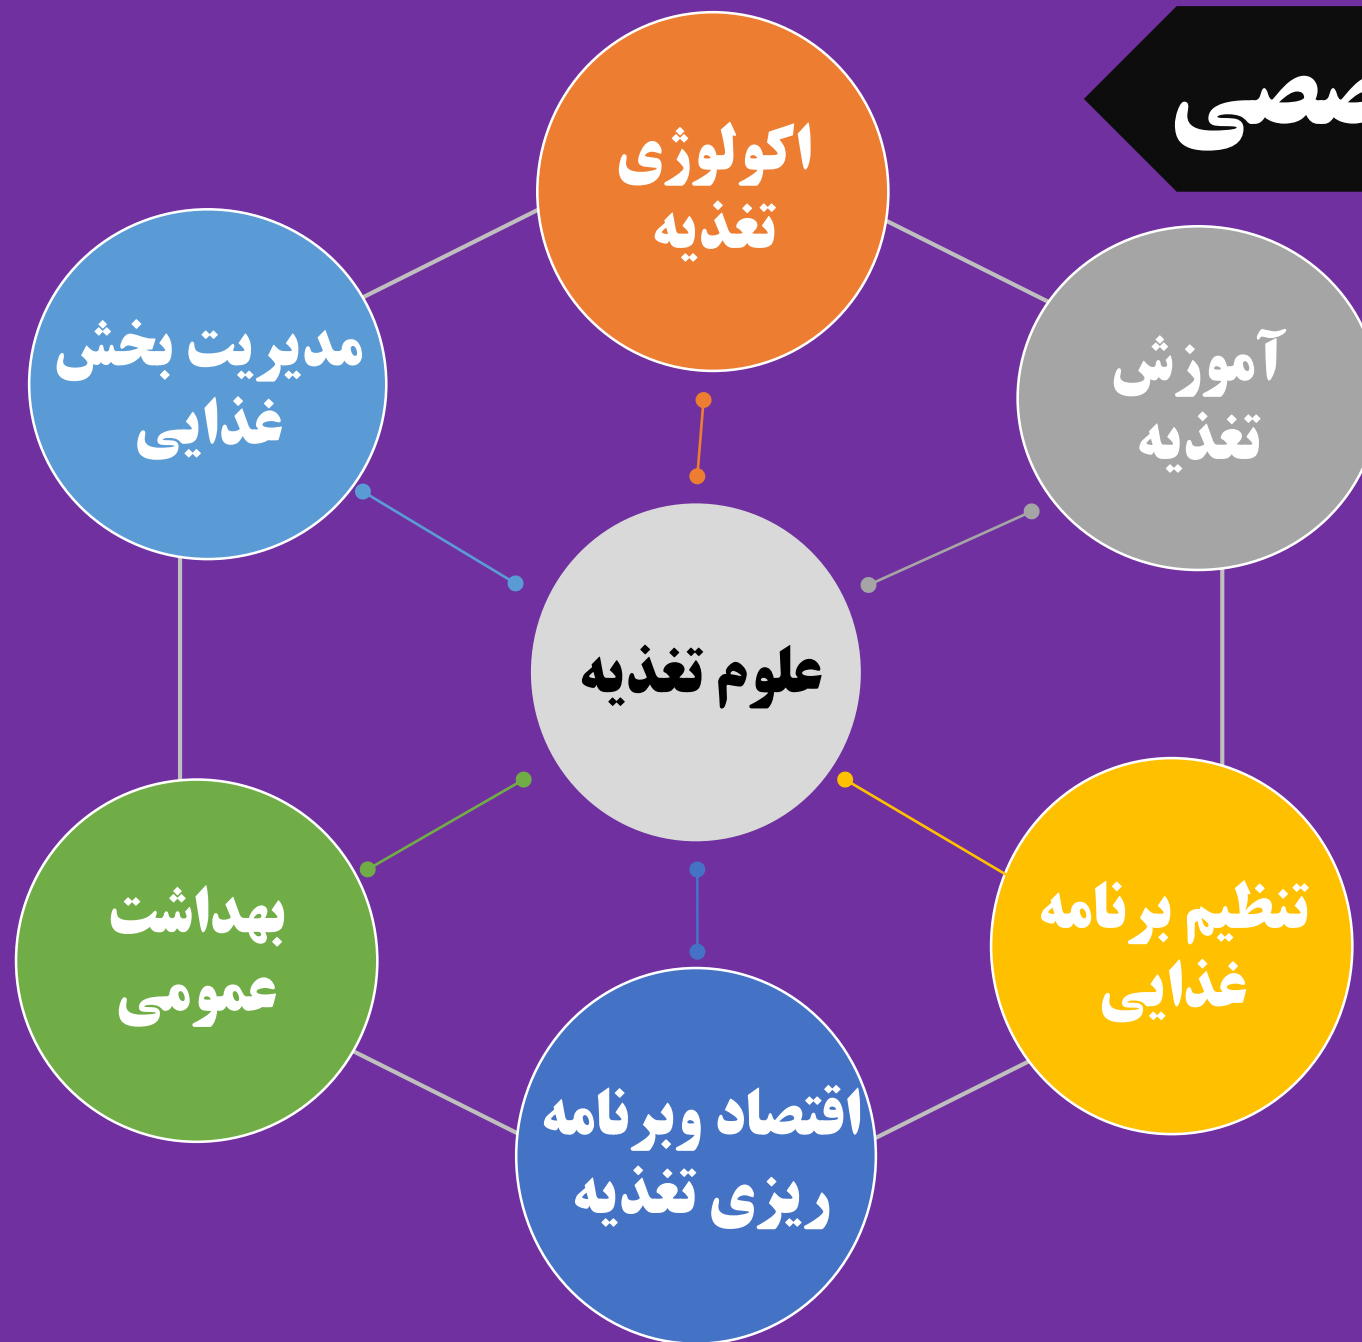 اکولوژی
تغذیه
آموزش
تغذیه
تنظیم برنامه
غذایی
اقتصاد وبرنامه
ریزی تغذیه
بهداشت
عمومی
مدیریت بخش
غذایی
علوم تغذیه